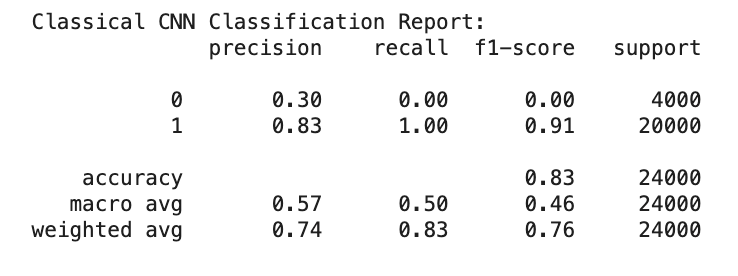 Classical CNN Classification Report:
precision recall f1-score support
0 0.30 0.00 0.00 4000
1 0.83 1.00 0.91 20000
accuracy 0.83 24000
macro avg 0.57 0.50 0.46 24000
weighted avg 0.74 0.83 0.76 24000